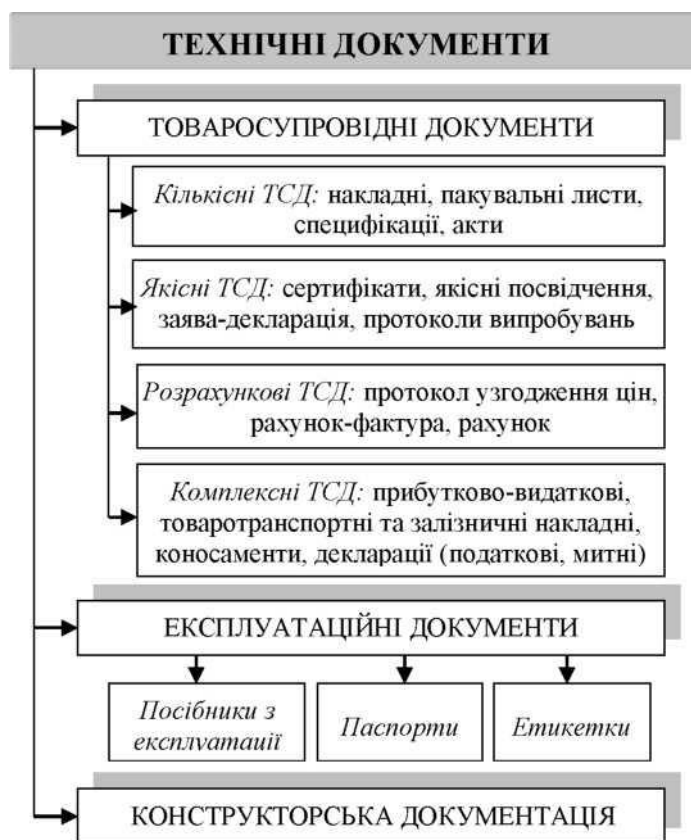 ТЕХНІЧНІ ДОКУМЕНТИ
ТОВАРОСУПРОВІДНІ ДОКУМЕНТИ
Кількісні ТСД: накладні, пакувальні листи,
специфікації, акти
Якісні ТСД: сертифікати, якісні посвідчення,
заява-декларація, протоколи випробувань
Розрахункові ТСД: протокол узгодження цін,
рахунок-фактура, рахунок
Комплексні ТСД: прибутково-видаткові,
товаротранспортні та залізничні накладні,
коносаменти, декларації (податкові, митні)
ЕКСПЛУАТАЦІЙНІ ДОКУМЕНТИ
Посібники з
експлуатації
Паспорти
Етикетки
КОНСТРУКТОРСЬКА ДОКУМЕНТАЦІЯ